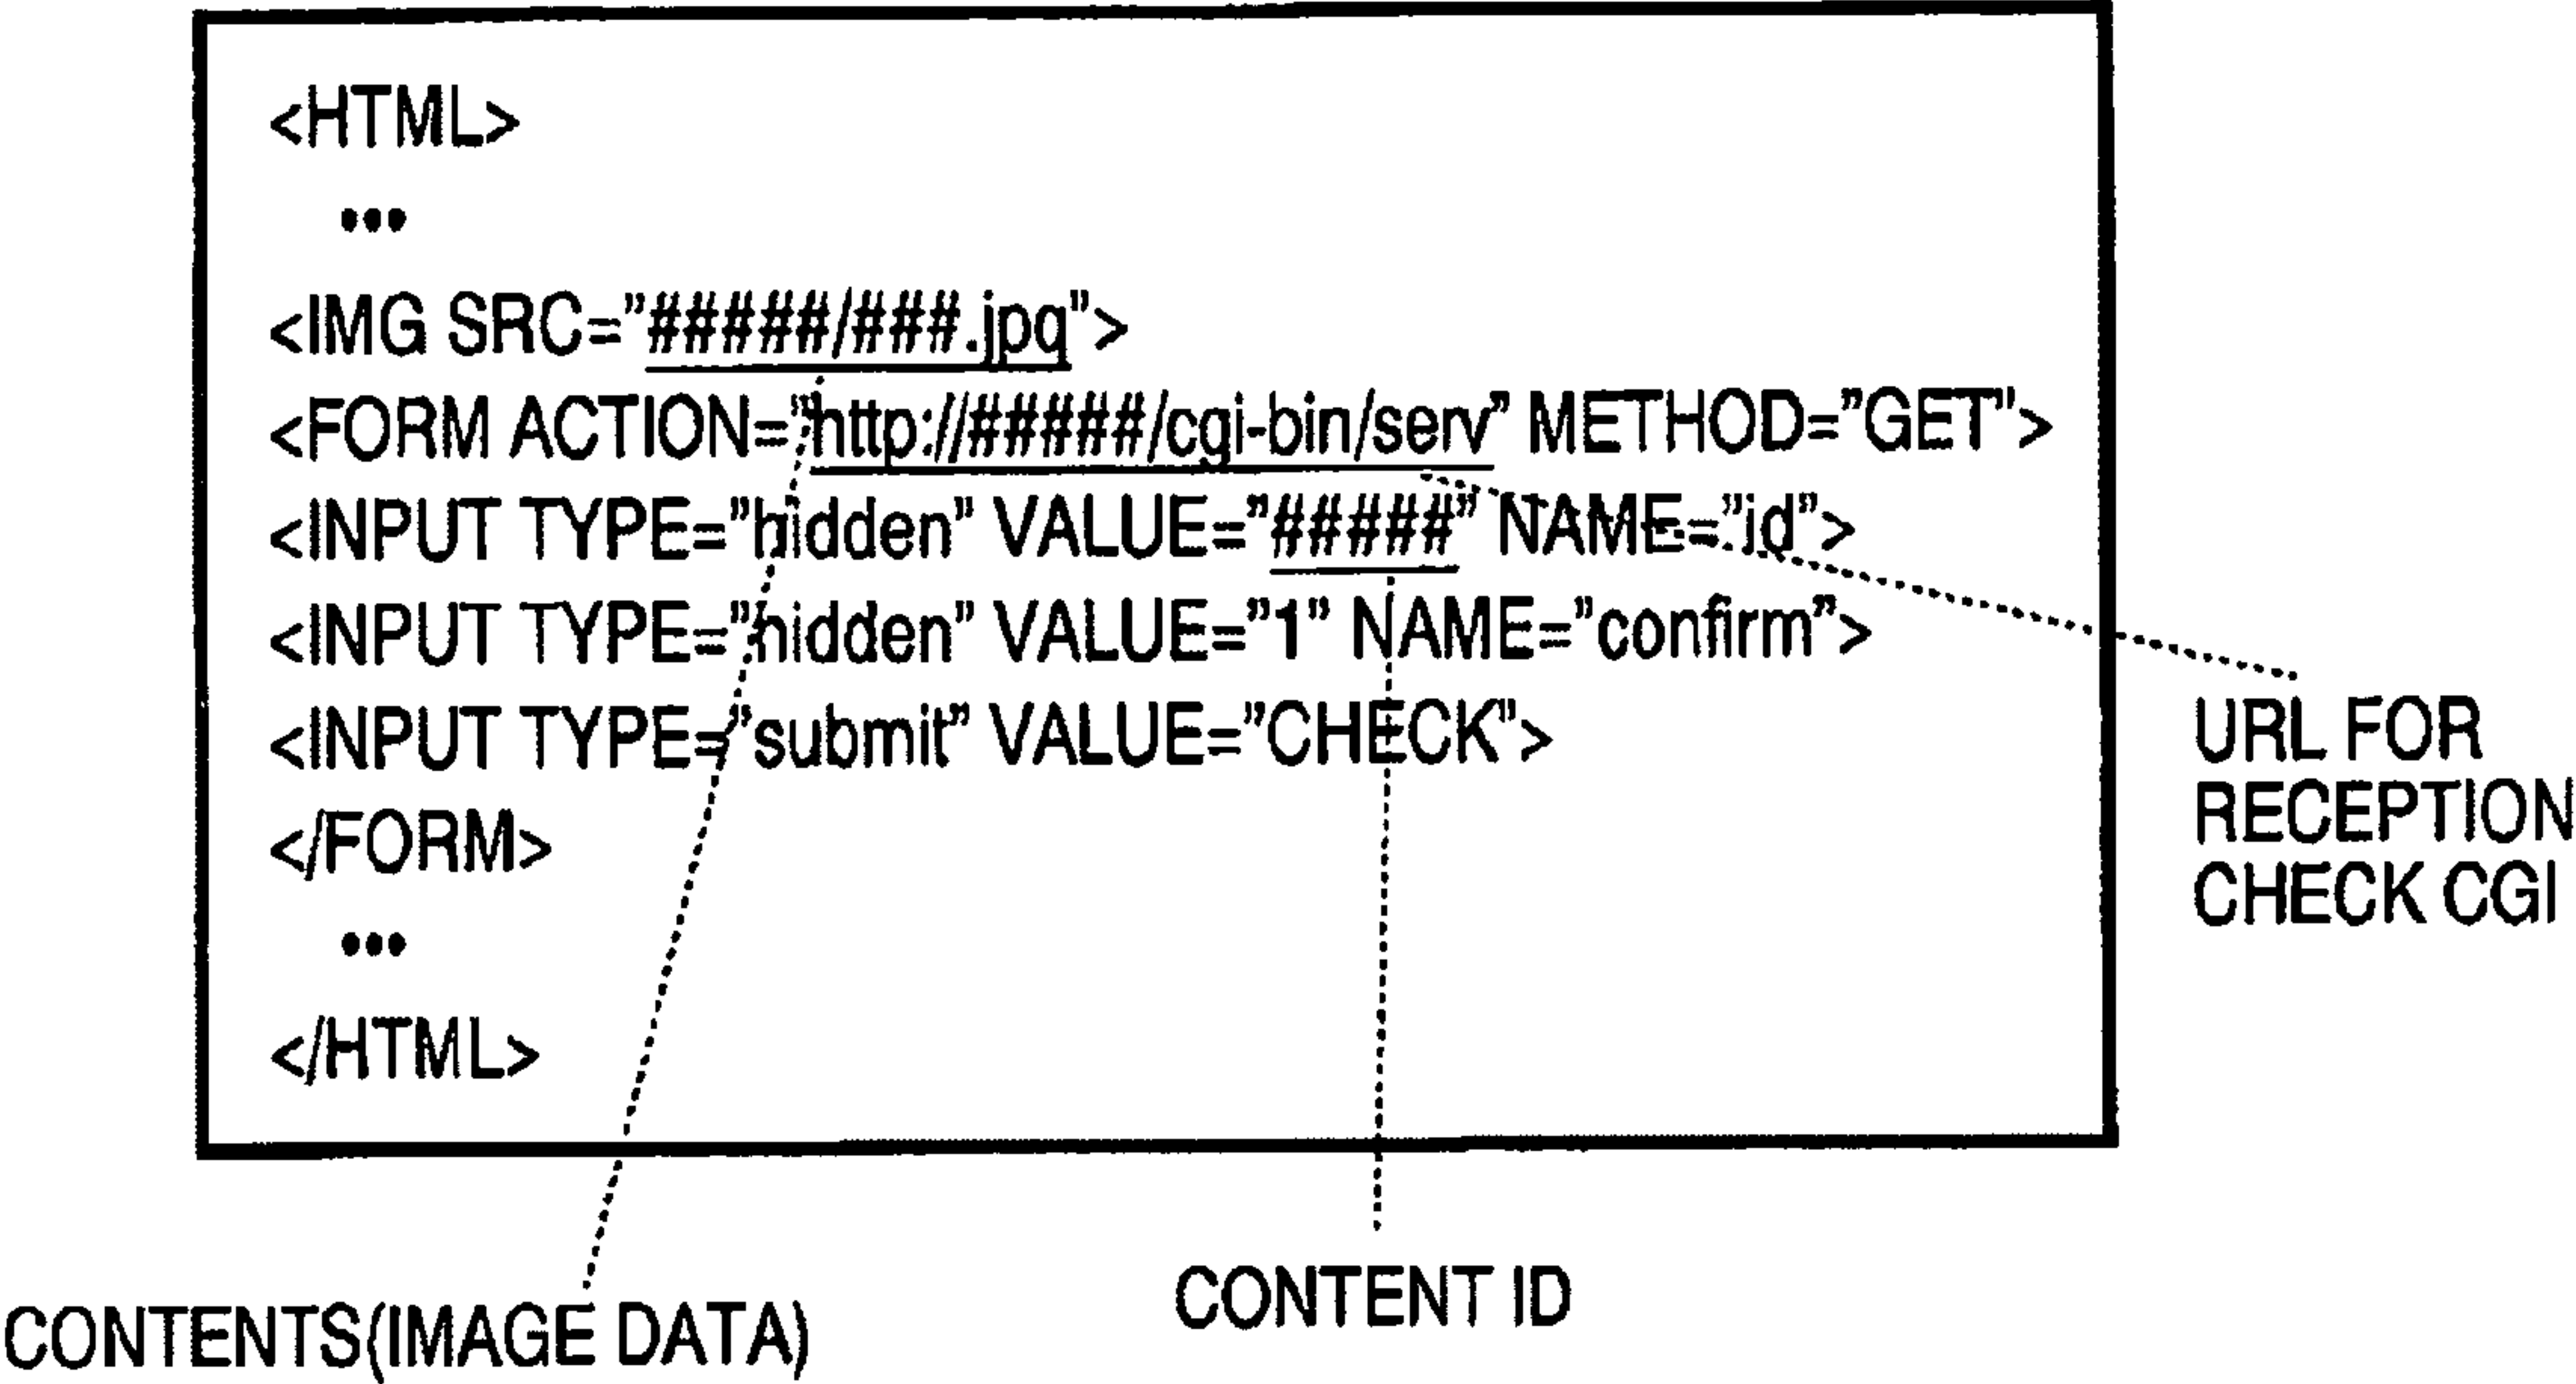 <HTML>
•••
<IMG SRC=”#####/###.jpg”>
<FORM ACTION=”http://#####/cgi-bin/serv” METHOD=”GET”>
<INPUT TYPE=”hidden” VALUE=”#####” NAME=”id”>
<INPUT TYPE=”hidden” VALUE=”1” NAME=”confirm”>
<INPUT TYPE=”submit” VALUE=”CHECK”>
</FORM>
•••
</HTML>
URL FOR
RECEPTION
CHECK CGI
CONTENT ID
CONTENTS(IMAGE DATA)